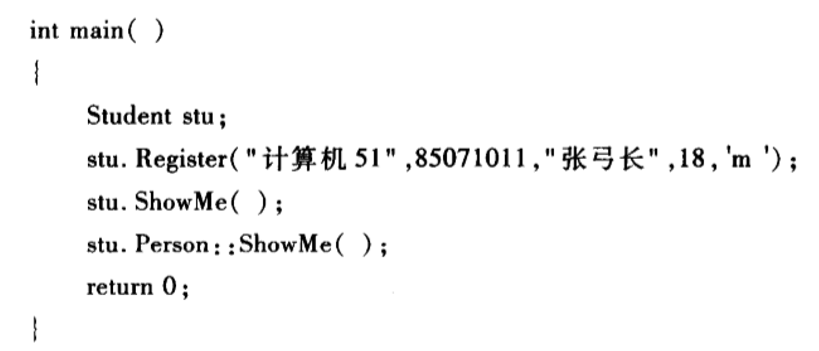 int main( )
{
Student stu;
stu. Register("计算机 51",85071011,"张弓长",18,'m ');
stu. ShowMe( );
stu. Person::ShowMe( );
return 0;
}